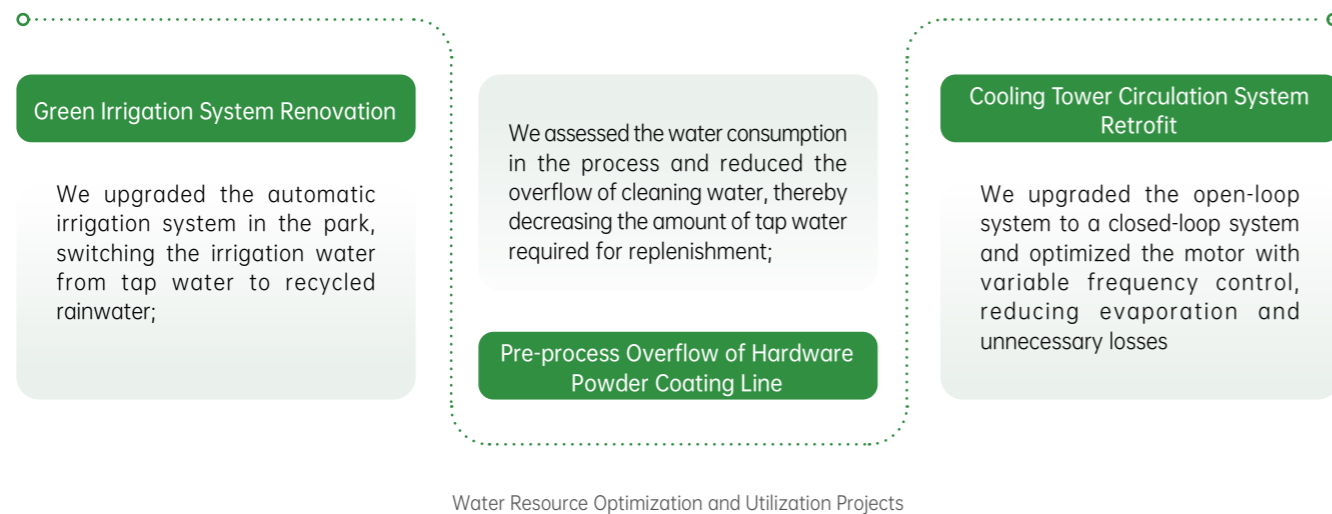 Green Irrigation System Renovation
We upgraded the automatic
irrigation system in the park,
switching the irrigation water
from tap water to recycled
rainwater;
We assessed the water consumption
in the process and reduced the
overflow of cleaning water, thereby
decreasing the amount of tap water
required for replenishment;
Pre-process Overflow of Hardware
Powder Coating Line
Cooling Tower Circulation System
Retrofit
We upgraded the open-loop
system to a closed-loop system
and optimized the motor with
variable frequency control,
reducing evaporation and
unnecessary losses
Water Resource Optimization and Utilization Projects